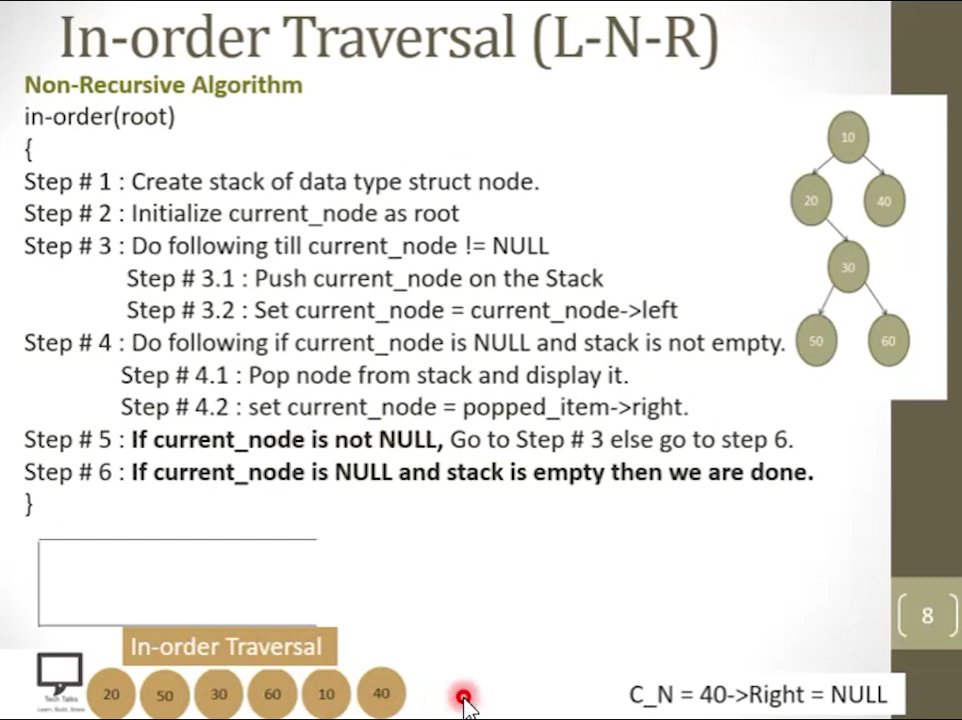 In-order Traversal (L-N-R)
Non-Recursive Algorithm
in-order(root)
{
Step # 1 : Create stack of data type struct node.
Step # 2 : Initialize current_node as root
Step # 3 : Do following till current_node != NULL
Step # 3.1 : Push current_node on the Stack
Step # 3.2 : Set current_node = current_node->left
Step # 4 : Do following if current_node is NULL and stack is not empty.
Step # 4.1 : Pop node from stack and display it.
Step # 4.2 : set current_node = popped_item->right.
Step # 5 : If current_node is not NULL, Go to Step # 3 else go to step 6.
Step # 6 : If current_node is NULL and stack is empty then we are done.
}
10
20 40
30
50 60
8
In-order Traversal
Tech Talks
Learn. Build. Share
20 50 30 60 10 40
C_N = 40->Right = NULL